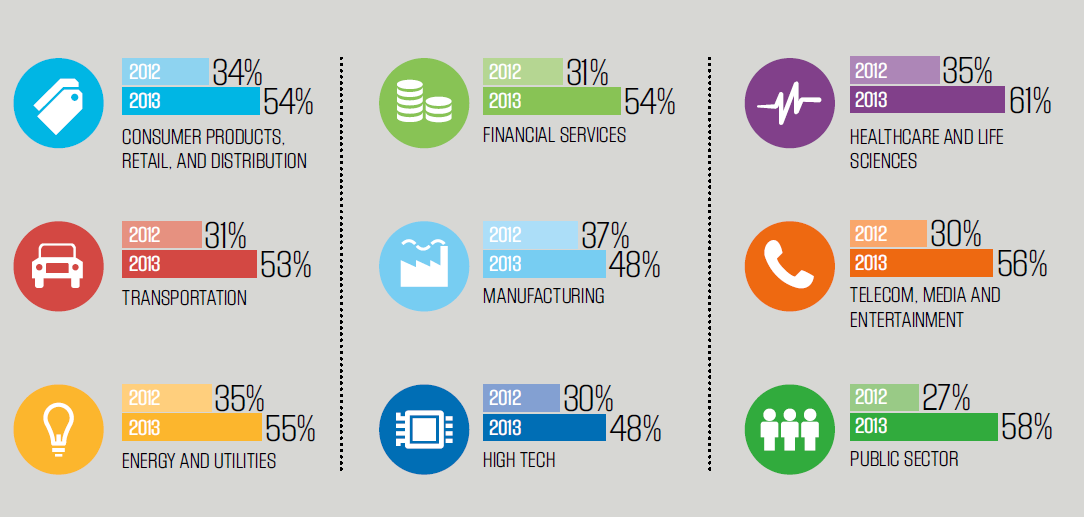 2012 34%
2013 54%
CONSUMER PRODUCTS,
RETAIL, AND DISTRIBUTION
2012 31%
2013 54%
FINANCIAL SERVICES
2012 35%
2013 61%
HEALTHCARE AND LIFE
SCIENCES
2012 31%
2013 53%
TRANSPORTATION
2012 37%
2013 48%
MANUFACTURING
2012 30%
2013 56%
TELECOM, MEDIA AND
ENTERTAINMENT
2012 35%
2013 55%
ENERGY AND UTILITIES
2012 30%
2013 48%
HIGH TECH
2012 27%
2013 58%
PUBLIC SECTOR